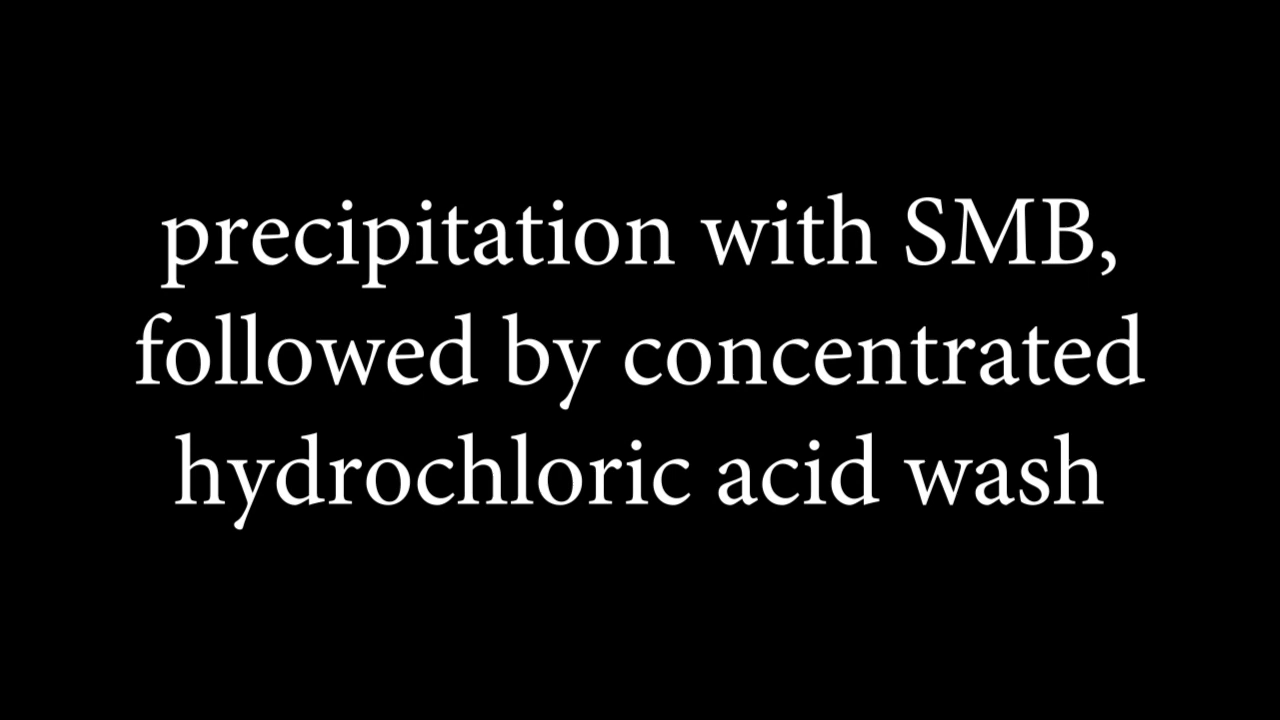 precipitation with SMB,
followed by concentrated
hydrochloric acid wash